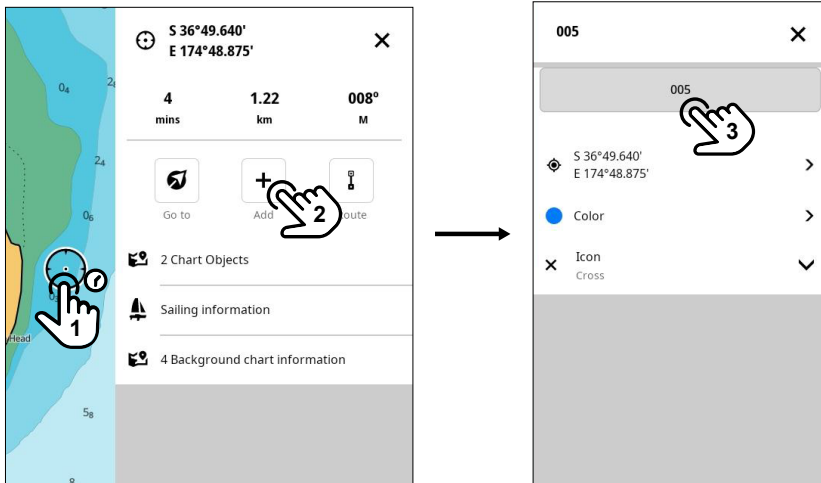 S 36°49.640'
E 174°48.875'
4
mins
1.22
km
008°
M
Go to
Add
2
oute
2 Chart Objects
Sailing information
4 Background chart information
0₄
2₄
0₆
1
Head
5₈
005
005
3
S 36°49.640'
E 174°48.875'
Color
Icon
Cross